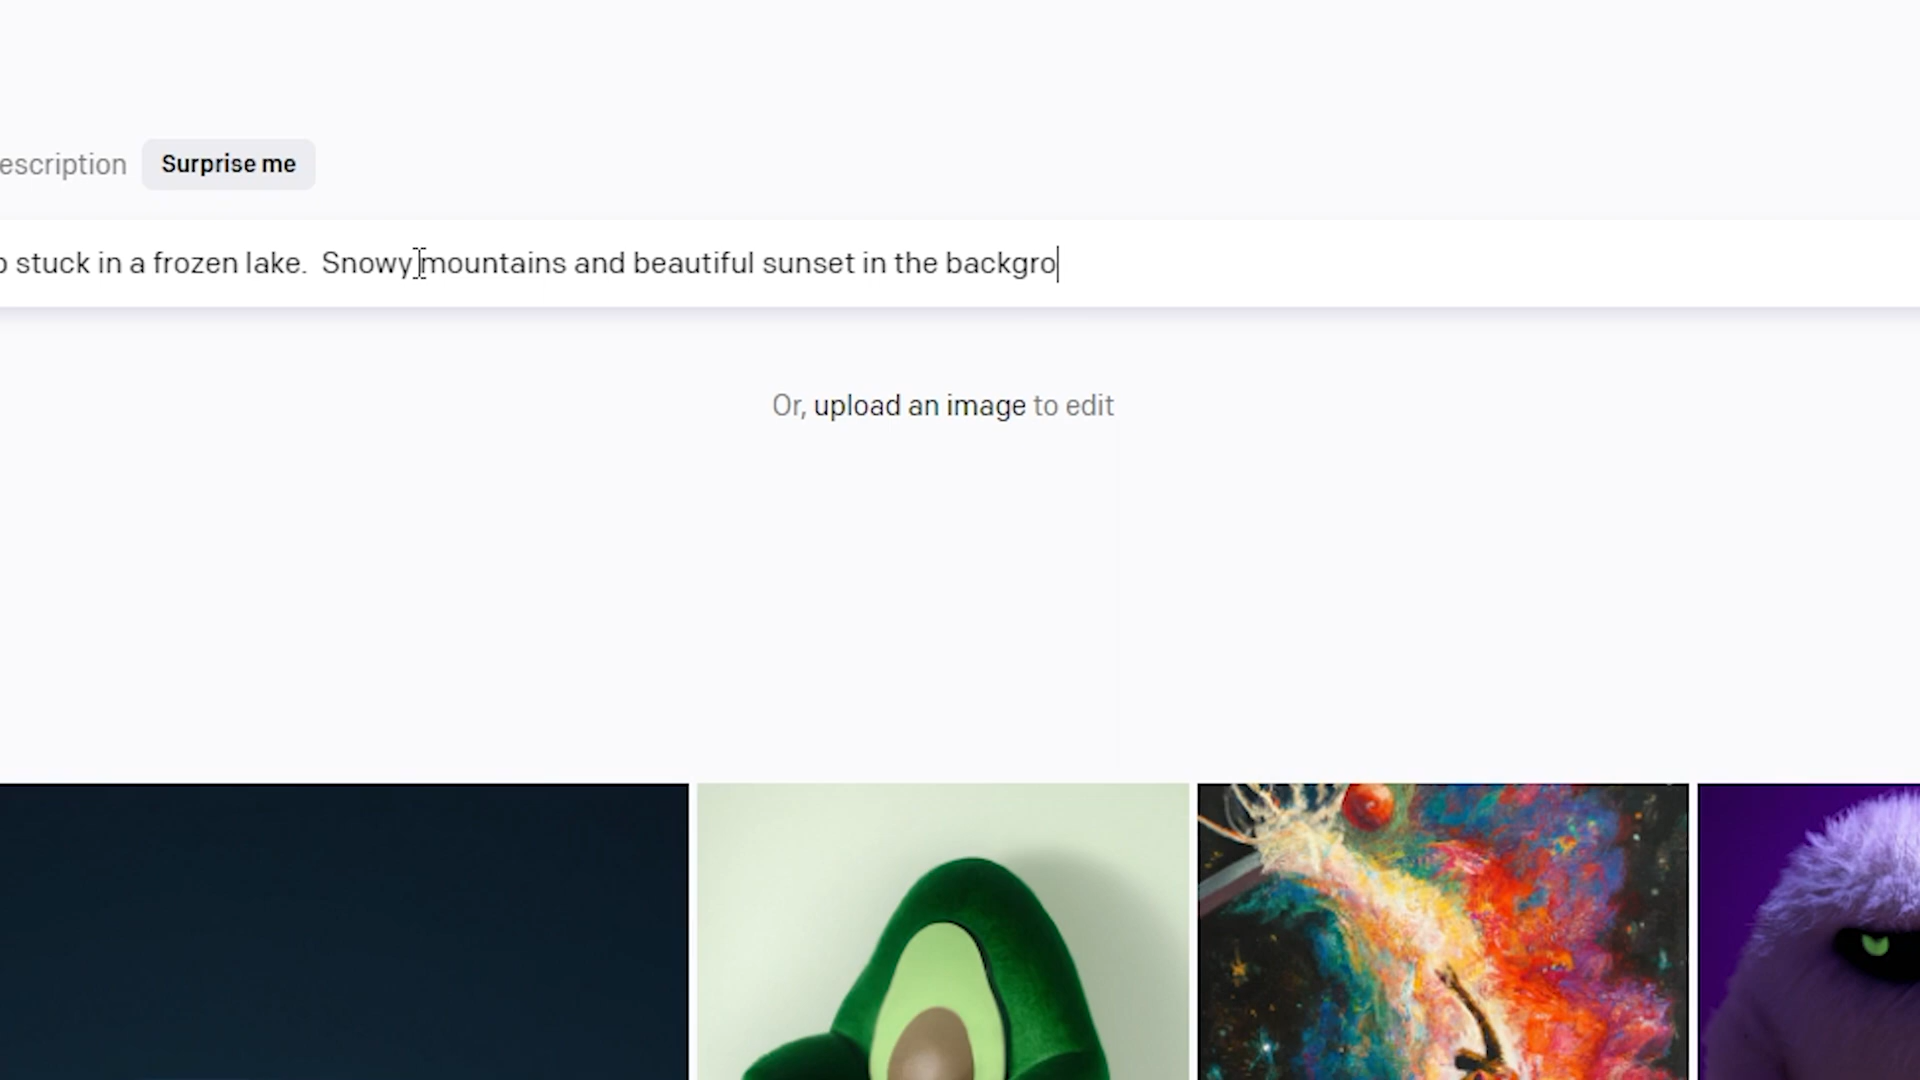 escription Surprise me
stuck in a frozen lake.  Snowy mountains and beautiful sunset in the backgro
Or, upload an image to edit